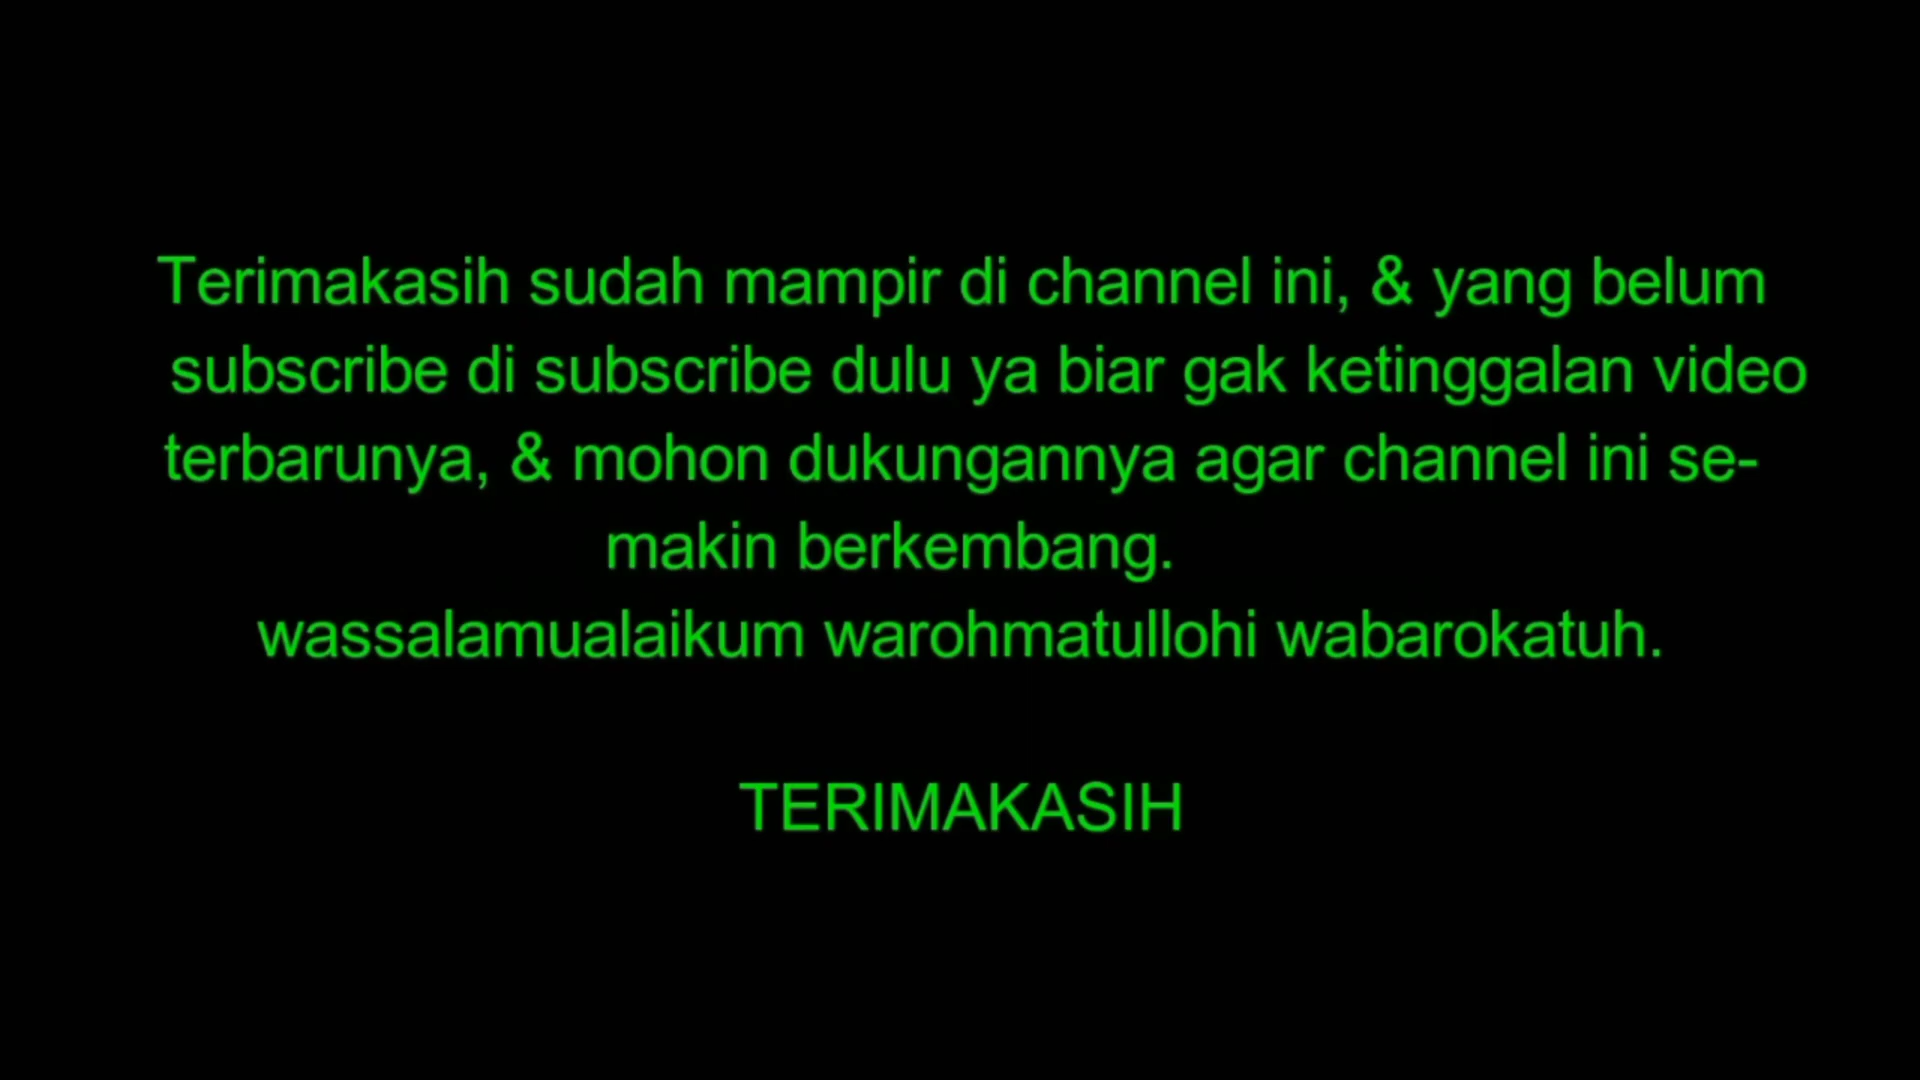 Terimakasih sudah mampir di channel ini, & yang belum
subscribe di subscribe dulu ya biar gak ketinggalan video
terbarunya, & mohon dukungannya agar channel ini se-
makin berkembang.
wassalamualaikum warohmatullohi wabarokatuh.
TERIMAKASIH